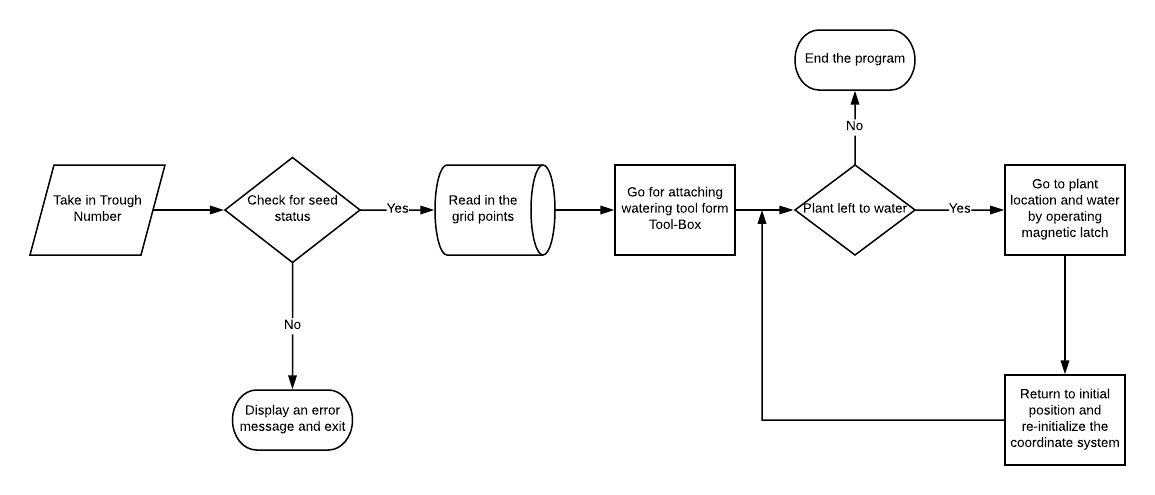 Take in Trough
Number
Check for seed
status
Yes
No
Display an error
message and exit
Read in the
grid points
Go for attaching
watering tool form
Tool-Box
Plant left to water
No
End the program
Yes
Go to plant
location and water
by operating
magnetic latch
Return to initial
position and
re-initialize the
coordinate system